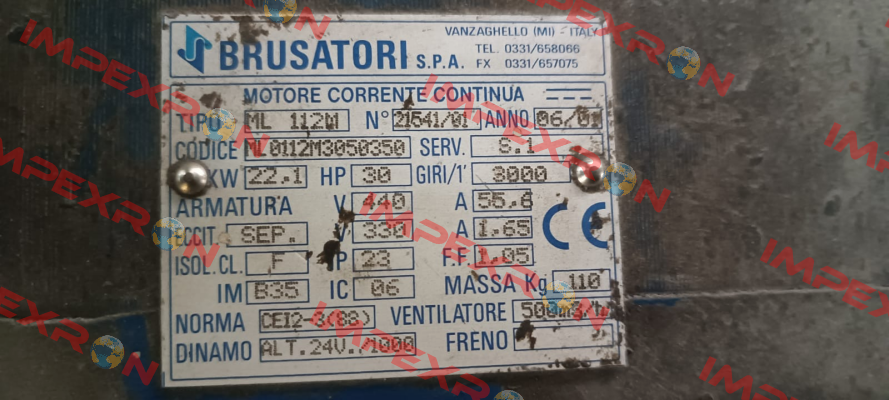 VANZAGHELLO (MI) - ITALY
BRUSATORI S.P.A.
TEL. 0331/658066
FX 0331/657075
MOTORE CORRENTE CONTINUA
TIPO ML 112M N° 21541/01 ANNO 06/01
CODICE ML0112M3050350 SERV. S.1
KW 22.1 HP 30 GIRI/1' 3000
ARMATURA V 440 A 55,6
ECCIT. SEP. V 330 A 1,65
ISOL.CL. F IP 23 F.F. 1.05
IM B35 IC 06 MASSA Kg 110
NORMA CEI2-3(88) VENTILATORE 500m3/h
DINAMO ALT.24V./1000 FRENO
CE
IMPEXRON